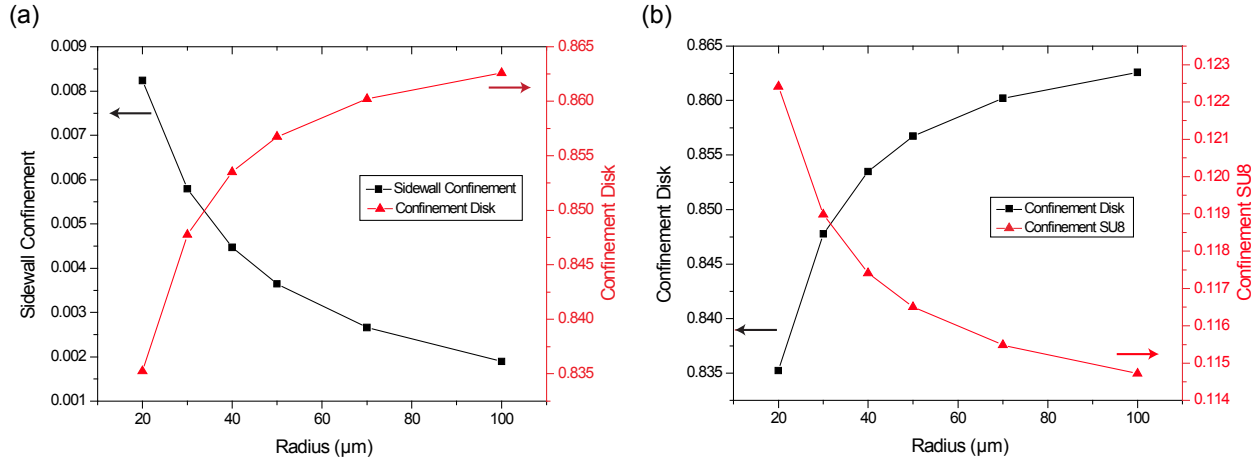 (a)
0.009
0.008
0.007
0.006
0.005
0.004
0.003
0.002
0.001
Sidewall Confinement
0.865
0.860
0.855
0.850
0.845
0.840
0.835
Confinement Disk
Sidewall Confinement
Confinement Disk
20 40 60 80 100
Radius (µm)
(b)
0.865
0.860
0.855
0.850
0.845
0.840
0.835
Confinement Disk
0.123
0.122
0.121
0.120
0.119
0.118
0.117
0.116
0.115
0.114
Confinement SU8
Confinement Disk
Confinement SU8
20 40 60 80 100
Radius (µm)